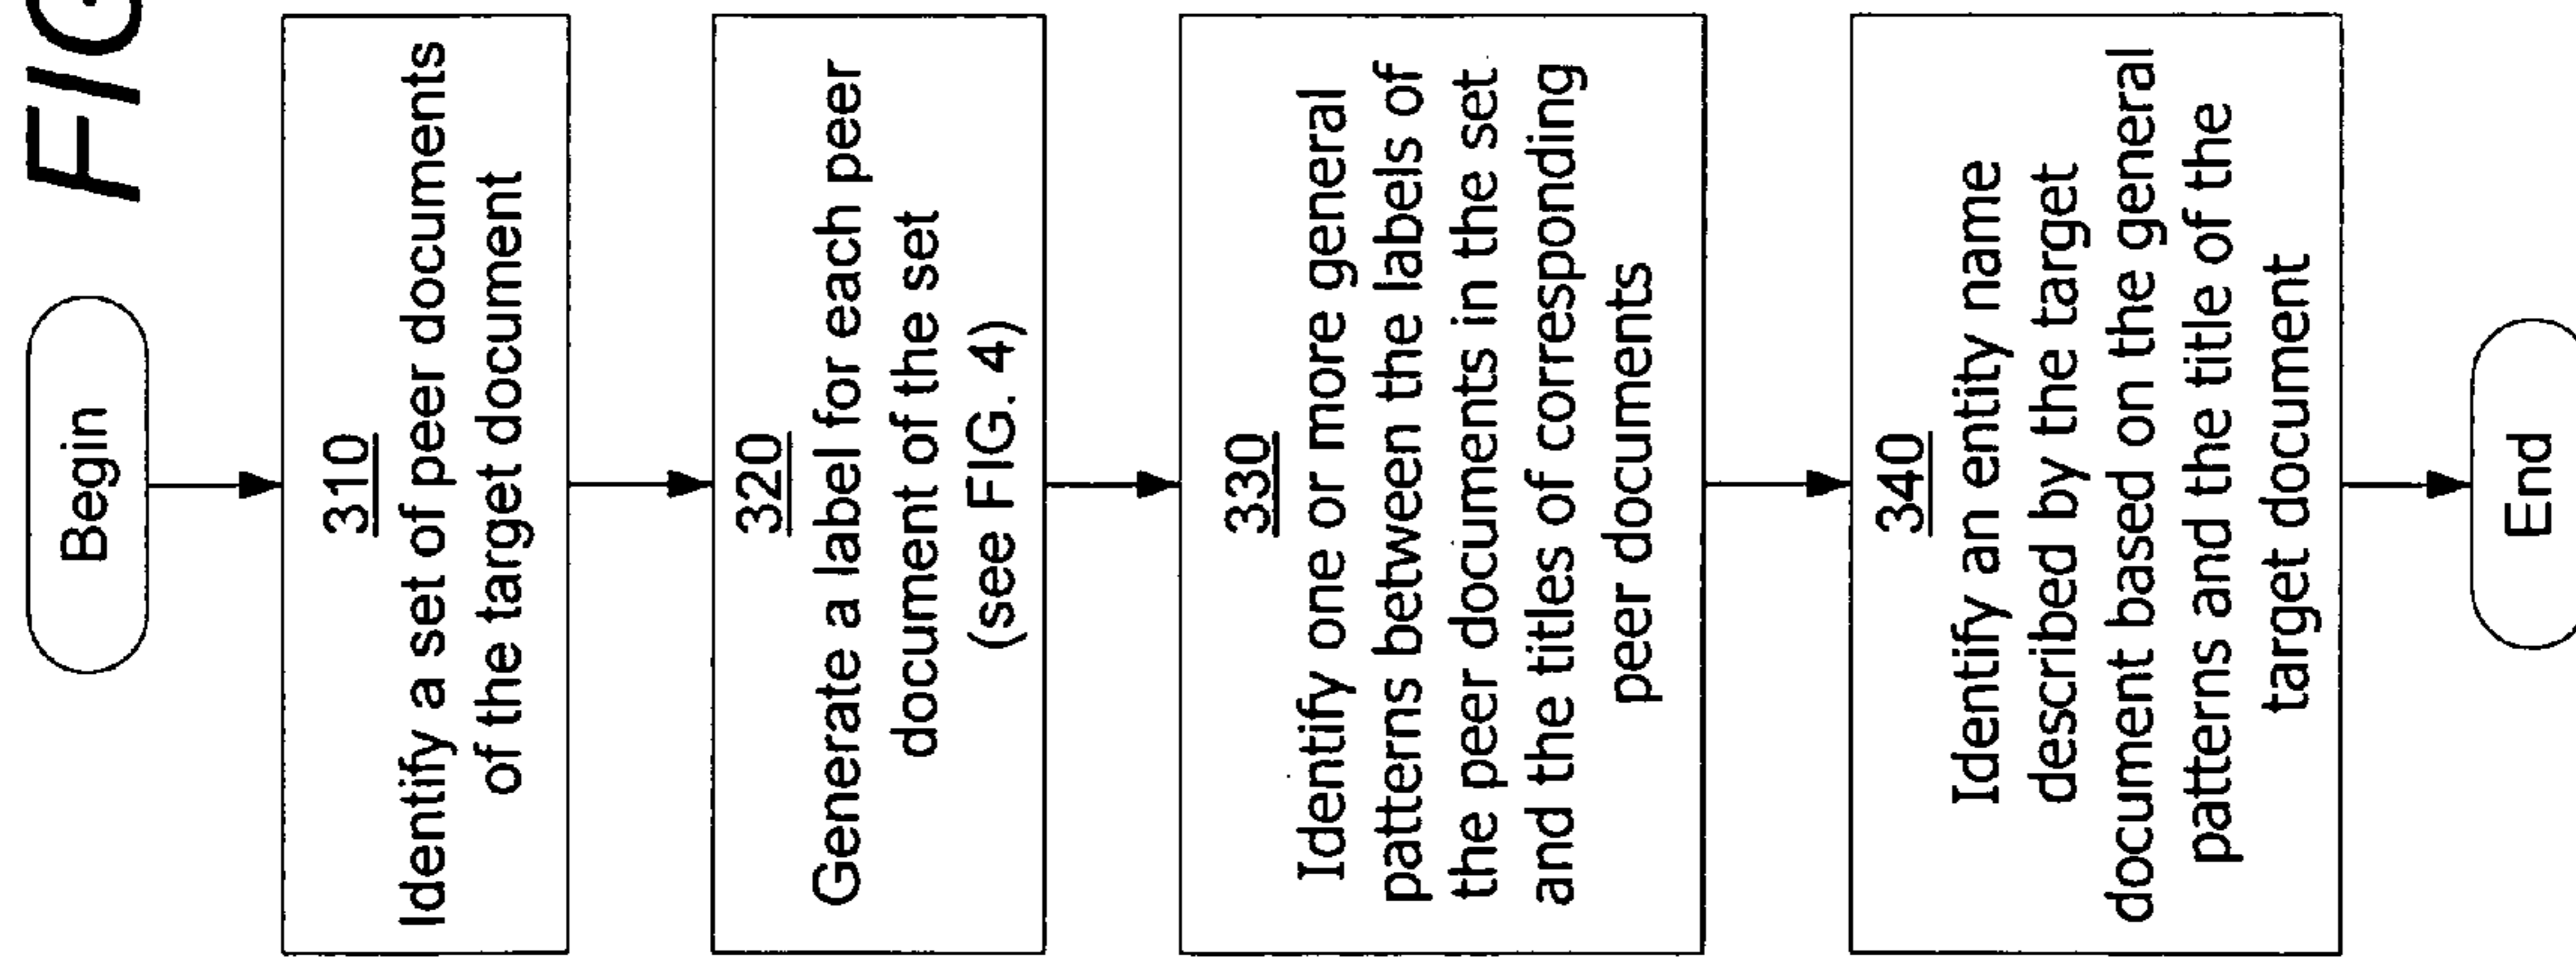 FIG
Begin
310
Identify a set of peer documents
of the target document
320
Generate a label for each peer
document of the set
(see FIG. 4)
330
Identify one or more general
patterns between the labels of
the peer documents in the set
and the titles of corresponding
peer documents
340
Identify an entity name
described by the target
document based on the general
patterns and the title of the
target document
End